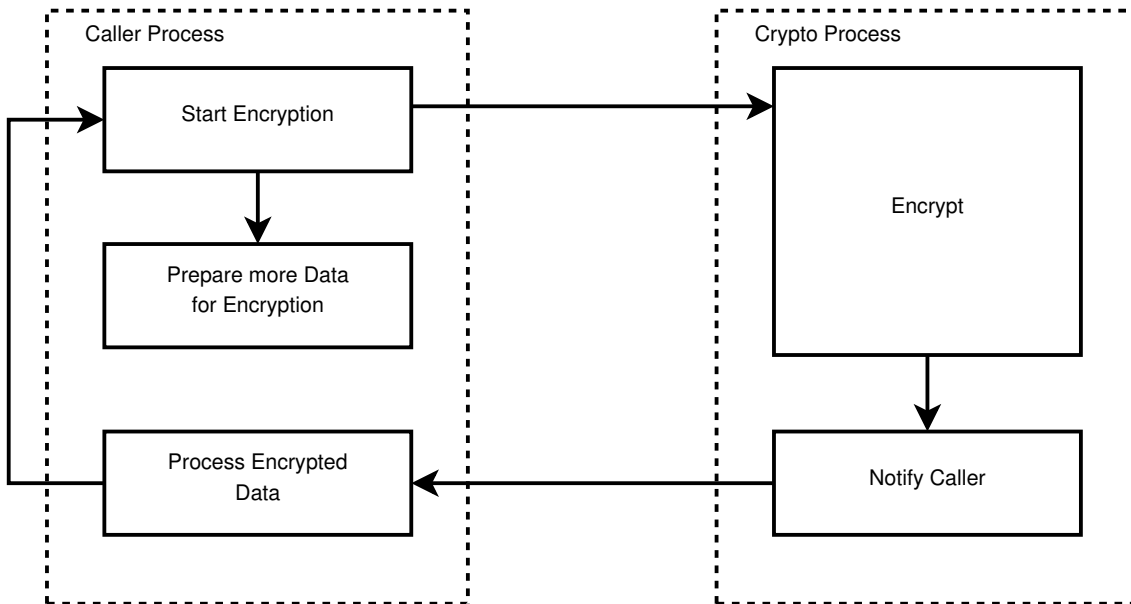 Caller Process
Start Encryption
Prepare more Data
for Encryption
Process Encrypted
Data
Crypto Process
Encrypt
Notify Caller